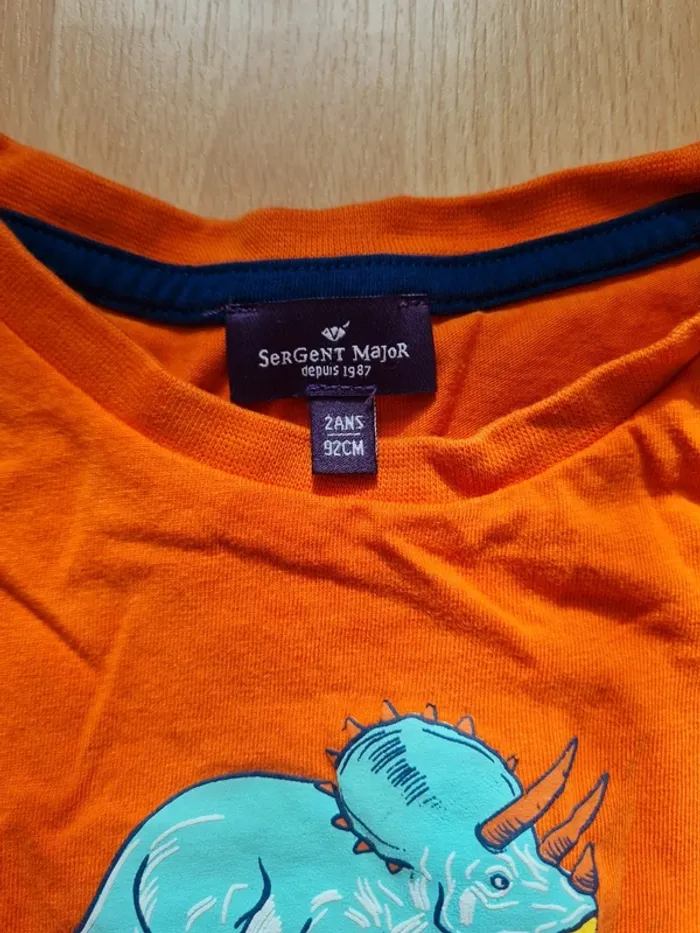 SerGeNT MaJoR
depuis 1987
2ANS
92CM